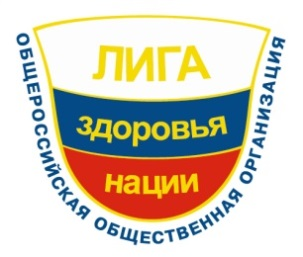 ЛИГА
здоровья
нации
ОБЩЕРОССИЙСКАЯ ОБЩЕСТВЕННАЯ ОРГАНИЗАЦИЯ